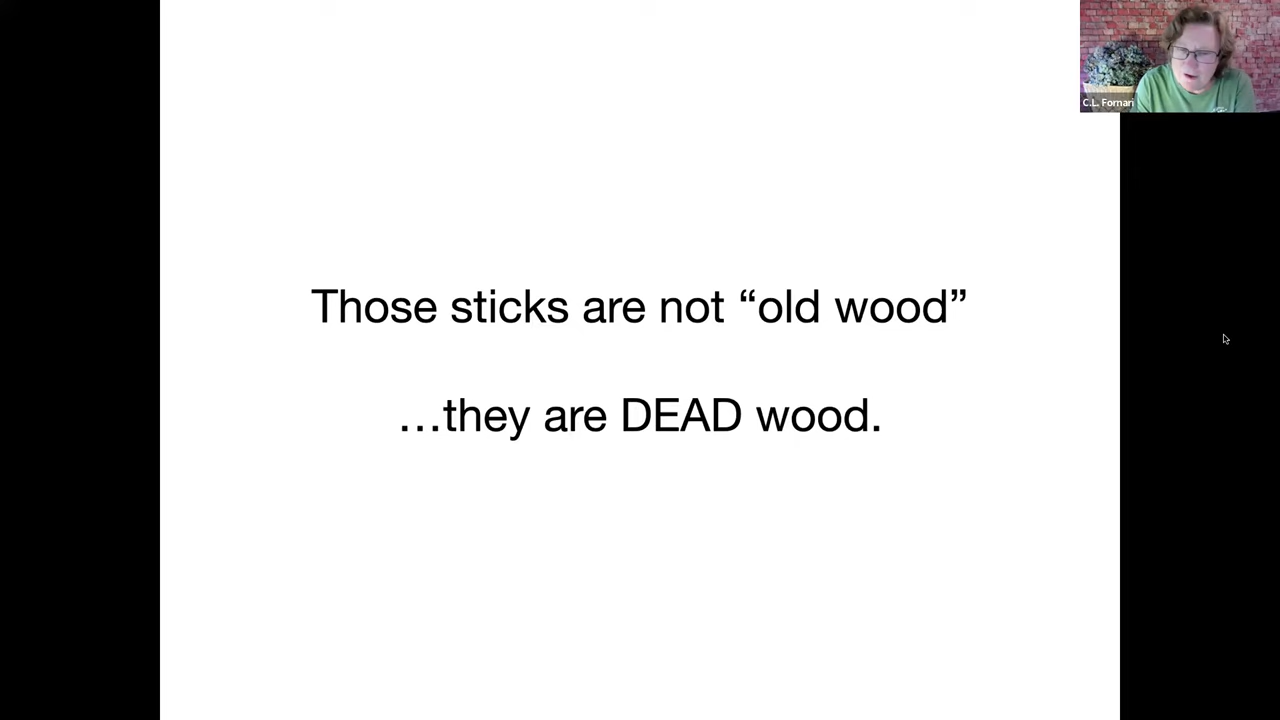 C.L. Fornari
Those sticks are not “old wood”
…they are DEAD wood.